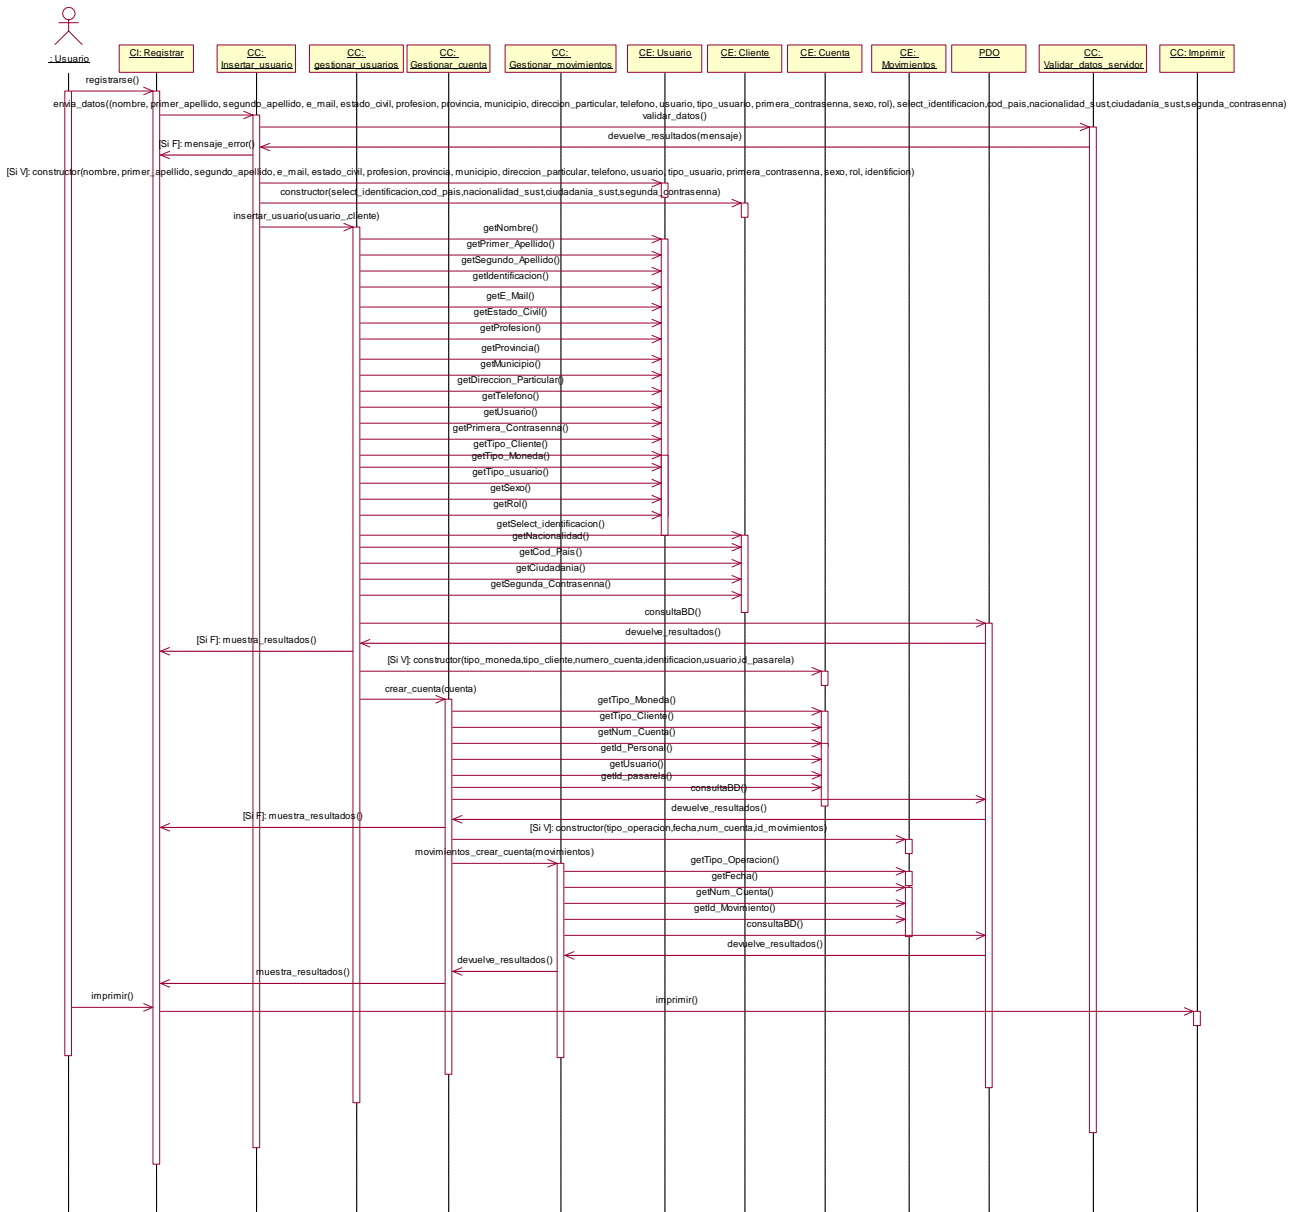 : Usuario
CI: Registrar
CC:
Insertar_usuario
CC:
gestionar_usuarios
CC:
Gestionar_cuenta
CC:
Gestionar_movimientos
CE: Usuario
CE: Cliente
CE: Cuenta
CE:
Movimientos
PDO
CC:
Validar_datos_servidor
CC: Imprimir
registrarse()
envia_datos((nombre, primer_apellido, segundo_apellido, e_mail, estado_civil, profesion, provincia, municipio, direccion_particular, telefono, usuario, tipo_usuario, primera_contrasenna, sexo, rol), select_identificacion,cod_pais,nacionalidad_sust,ciudadania_sust,segunda_contrasenna)
validar_datos()
devuelve_resultados(mensaje)
[Si F]: mensaje_error()
[Si V]: constructor(nombre, primer_apellido, segundo_apellido, e_mail, estado_civil, profesion, provincia, municipio, direccion_particular, telefono, usuario, tipo_usuario, primera_contrasenna, sexo, rol, identificion)
constructor(select_identificacion,cod_pais,nacionalidad_sust,ciudadania_sust,segunda_contrasenna)
insertar_usuario(usuario_,cliente)
getNombre()
getPrimer_Apellido()
getSegundo_Apellido()
getIdentificacion()
getE_Mail()
getEstado_Civil()
getProfesion()
getProvincia()
getMunicipio()
getDireccion_Particular()
getTelefono()
getUsuario()
getPrimera_Contrasenna()
getTipo_Cliente()
getTipo_Moneda()
getTipo_usuario()
getSexo()
getRol()
getSelect_identificacion()
getNacionalidad()
getCod_Pais()
getCiudadania()
getSegunda_Contrasenna()
consultaBD()
devuelve_resultados()
[Si F]: muestra_resultados()
[Si V]: constructor(tipo_moneda,tipo_cliente,numero_cuenta,identificacion,usuario,id_pasarela)
crear_cuenta(cuenta)
getTipo_Moneda()
getTipo_Cliente()
getNum_Cuenta()
getId_Personal()
getUsuario()
getId_pasarela()
consultaBD()
devuelve_resultados()
[Si F]: muestra_resultados()
[Si V]: constructor(tipo_operacion,fecha,num_cuenta,id_movimientos)
movimientos_crear_cuenta(movimientos)
getTipo_Operacion()
getFecha()
getNum_Cuenta()
getId_Movimiento()
consultaBD()
devuelve_resultados()
devuelve_resultados()
muestra_resultados()
imprimir()
imprimir()